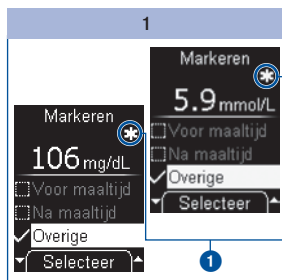 1
Markeren
✱
106 mg/dL
Voor maaltijd
Na maaltijd
Overige
Selecteer
Markeren
✱
5.9 mmol/L
Voor maaltijd
Na maaltijd
Overige
Selecteer
1